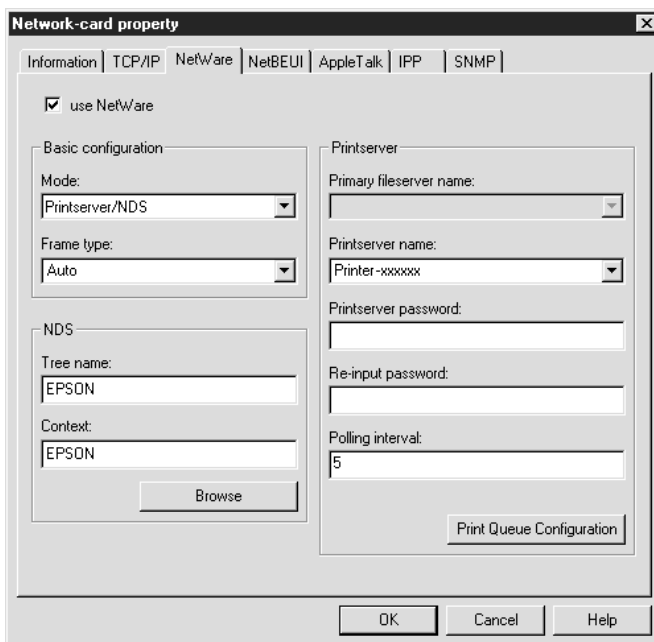 Network-card property
Information TCP/IP NetWare NetBEUI AppleTalk IPP SNMP
use NetWare
Basic configuration
Mode:
Printserver/NDS
Frame type:
Auto
NDS
Tree name:
EPSON
Context:
EPSON
Browse
Printserver
Primary fileserver name:
Printserver name:
Printer-xxxxxx
Printserver password:
Re-input password:
Polling interval:
5
Print Queue Configuration
OK Cancel Help